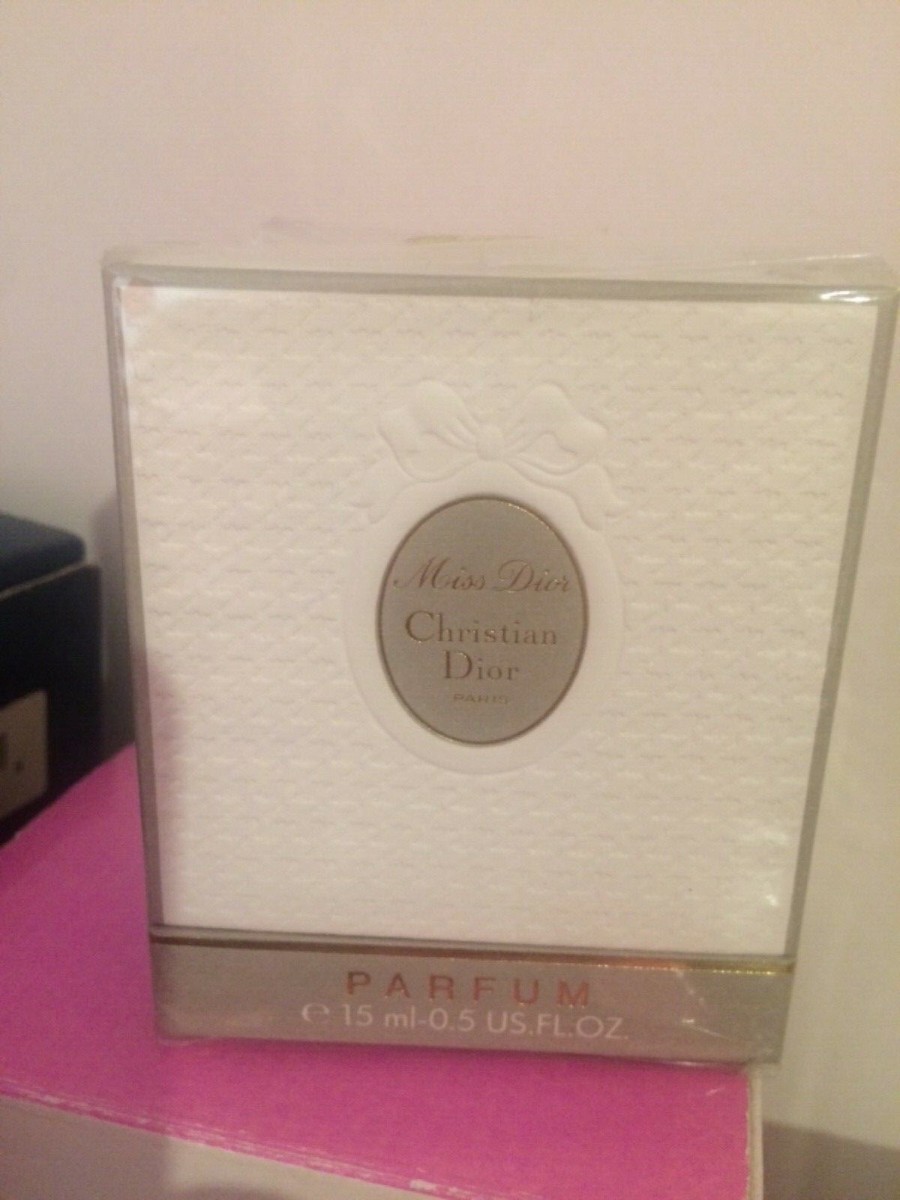 Miss Dior
Christian
Dior
PARIS
PARFUM
e 15 ml-0.5 US.FL.OZ.